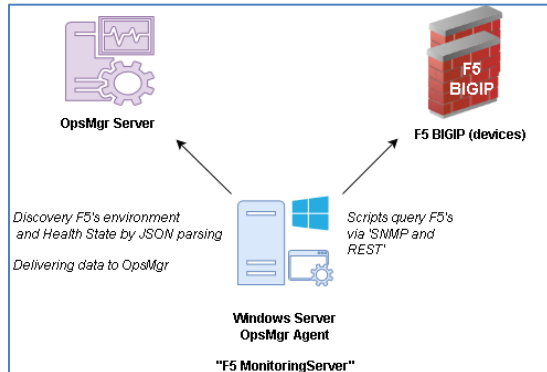 F5
BIGIP
OpsMgr Server
F5 BIGIP (devices)
Discovery F5's environment
and Health State by JSON parsing
Delivering data to OpsMgr
Scripts query F5's
via 'SNMP and
REST'
Windows Server
OpsMgr Agent
"F5 MonitoringServer"